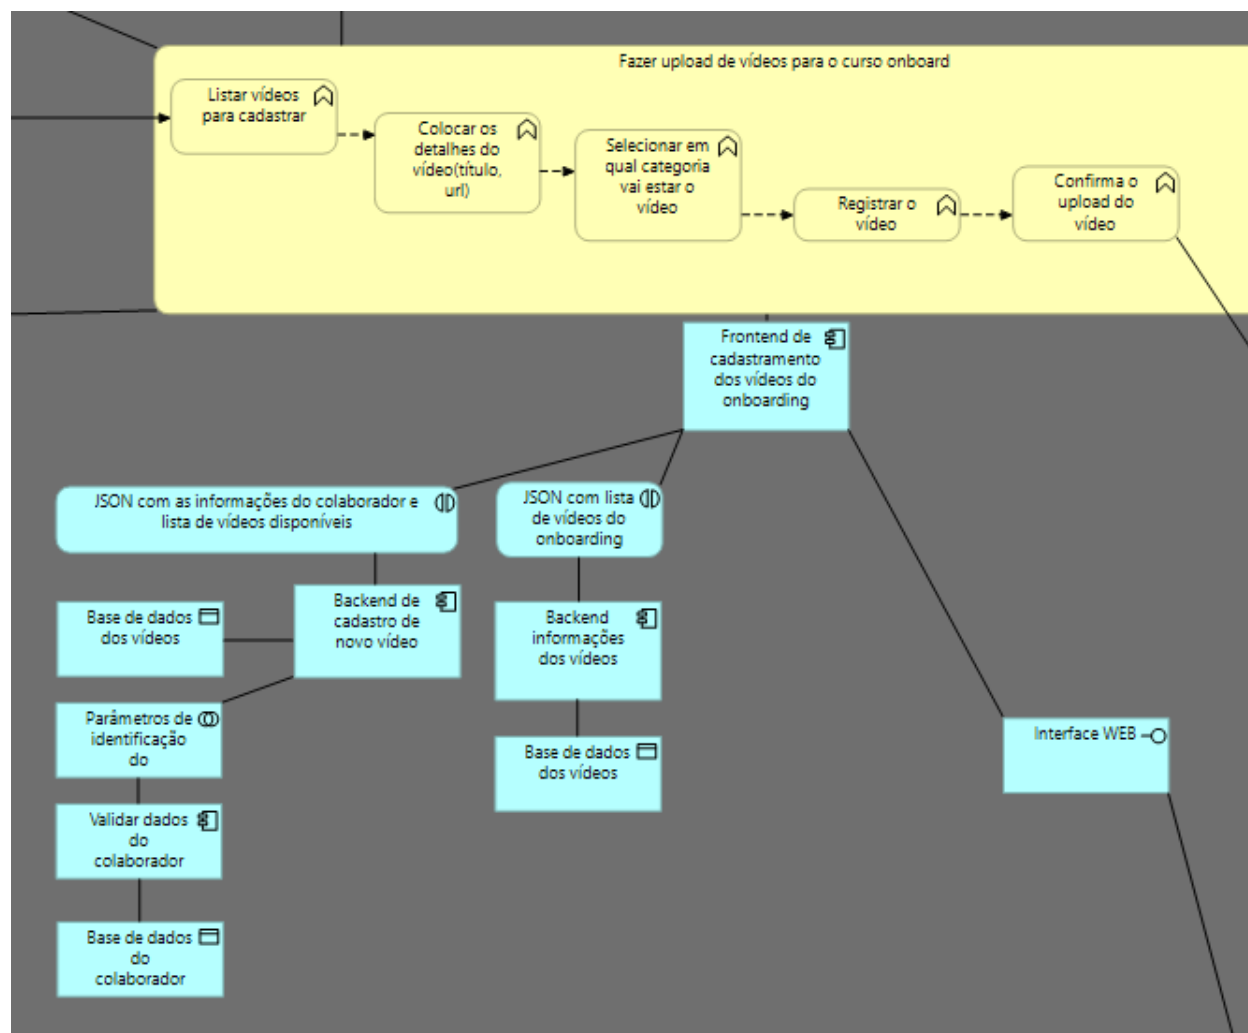 Fazer upload de vídeos para o curso onboard
Listar vídeos
para cadastrar
Colocar os
detalhes do
vídeo(título,
url)
Selecionar em
qual categoria
vai estar o
vídeo
Registrar o
vídeo
Confirma o
upload do
vídeo
Frontend de
cadastramento
dos vídeos do
onboarding
JSON com as informações do colaborador e
lista de vídeos disponíveis
JSON com lista
de vídeos do
onboarding
Base de dados
dos vídeos
Backend de
cadastro de
novo vídeo
Backend
informações
dos vídeos
Parâmetros de
identificação
do
Interface WEB
Base de dados
dos vídeos
Validar dados
do
colaborador
Base de dados
do
colaborador